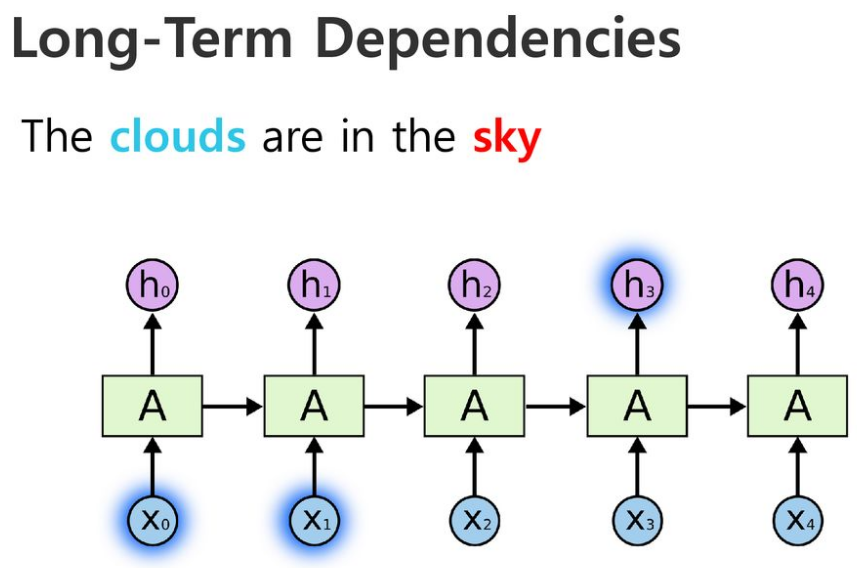 Long-Term Dependencies
The clouds are in the sky
h₀ h₁ h₂ h₃ h₄
A A A A A
x₀ x₁ x₂ x₃ x₄